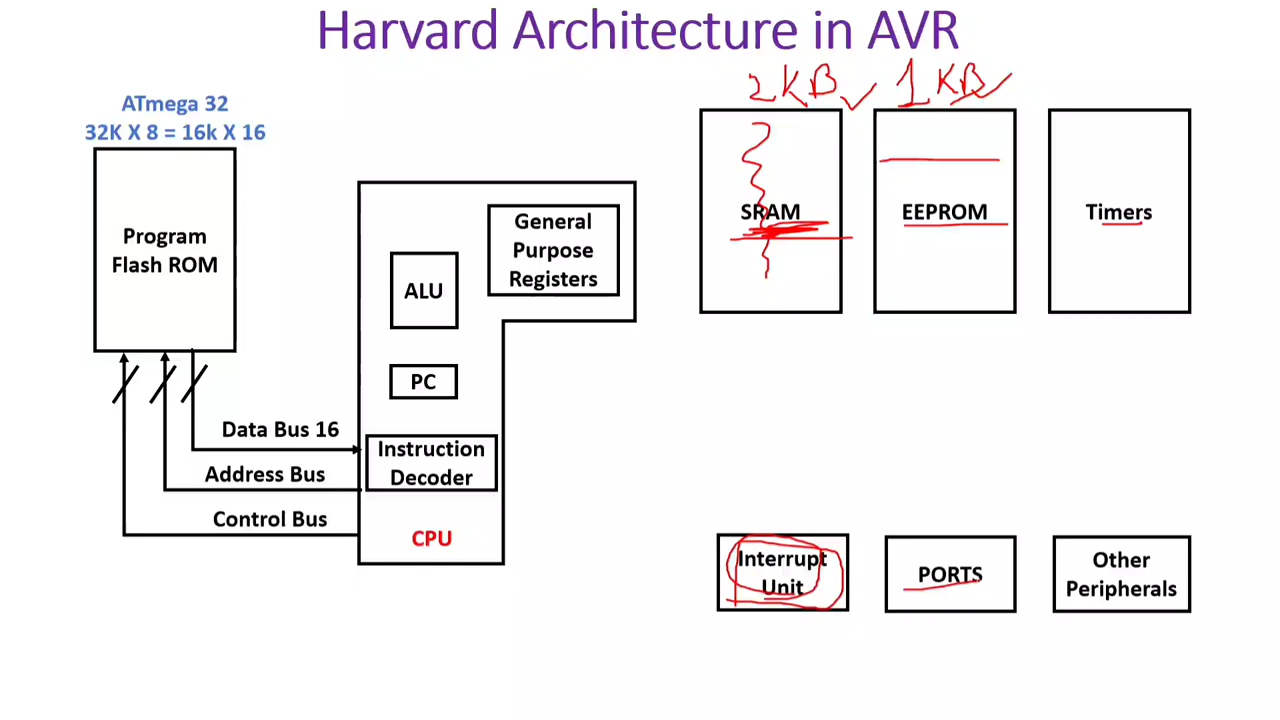 Harvard Architecture in AVR
ATmega 32
32K X 8 = 16k X 16
Program
Flash ROM
General
Purpose
Registers
ALU
PC
Instruction
Decoder
CPU
Data Bus 16
Address Bus
Control Bus
2KB
1KB
SRAM
EEPROM
Timers
Interrupt
Unit
PORTS
Other
Peripherals